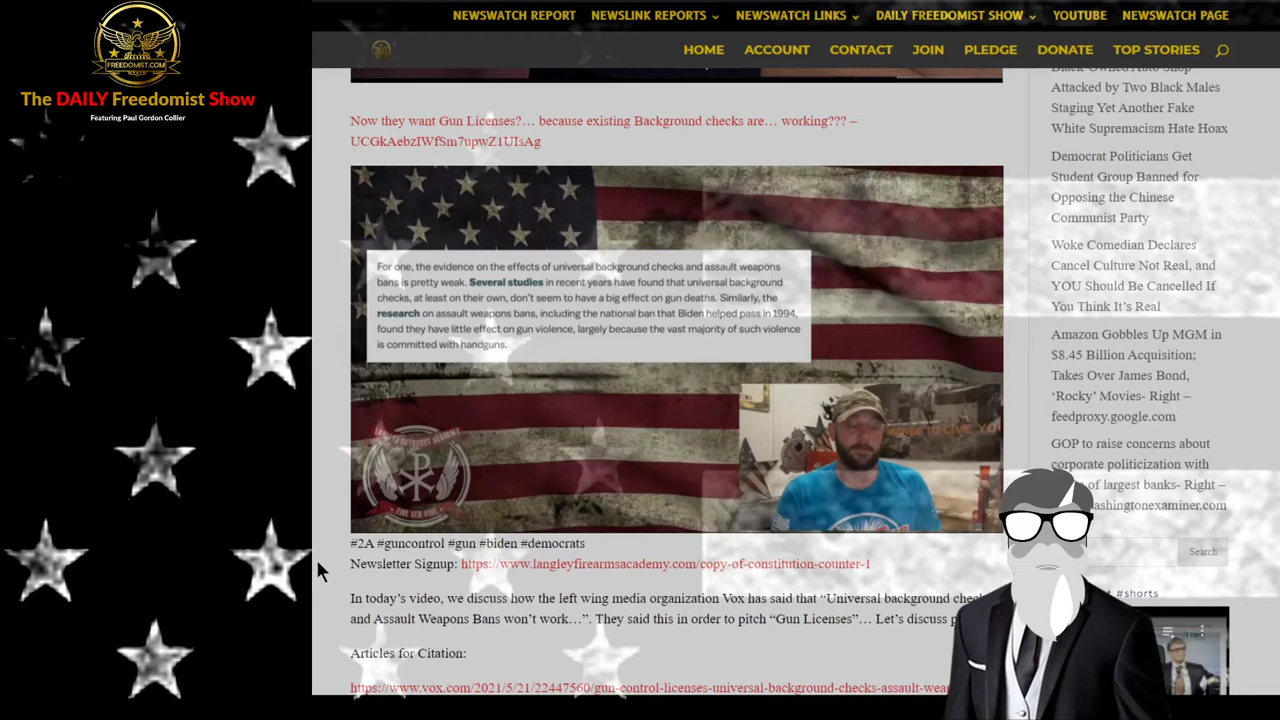 FREEDOMIST.COM
The DAILY Freedomist Show
Featuring Paul Gordon Collier
NEWSWATCH REPORT NEWSLINK REPORTS NEWSWATCH LINKS DAILY FREEDOMIST SHOW YOUTUBE NEWSWATCH PAGE
HOME ACCOUNT CONTACT JOIN PLEDGE DONATE TOP STORIES
Now they want Gun Licenses?… because existing Background checks are… working??? –
UCGkAebzIWfSm7upwZ1UIsAg
For one, the evidence on the effects of universal background checks and assault weapons
bans is pretty weak. Several studies in recent years have found that universal background
checks, at least on their own, don't seem to have a big effect on gun deaths. Similarly, the
research on assault weapons bans, including the national ban that Biden helped pass in 1994,
found they have little effect on gun violence, largely because the vast majority of such violence
is committed with handguns.
#2A #guncontrol #gun #biden #democrats
Newsletter Signup: https://www.langleyfirearmsacademy.com/copy-of-constitution-counter-1
In today's video, we discuss how the left wing media organization Vox has said that "Universal background
and Assault Weapons Bans won't work…". They said this in order to pitch "Gun Licenses"… Let's discuss
Articles for Citation:
https://www.vox.com/2021/5/21/22447560/gun-control-licenses-universal-background-checks-assault-wea
Black-Owned Auto Shop
Attacked by Two Black Males
Staging Yet Another Fake
White Supremacism Hate Hoax
Democrat Politicians Get
Student Group Banned for
Opposing the Chinese
Communist Party
Woke Comedian Declares
Cancel Culture Not Real, and
YOU Should Be Cancelled If
You Think It's Real
Amazon Gobbles Up MGM in
$8.45 Billion Acquisition;
Takes Over James Bond,
'Rocky' Movies- Right –
feedproxy.google.com
GOP to raise concerns about
corporate politicization with
of largest banks- Right –
ashingtonexaminer.com
Search
#shorts